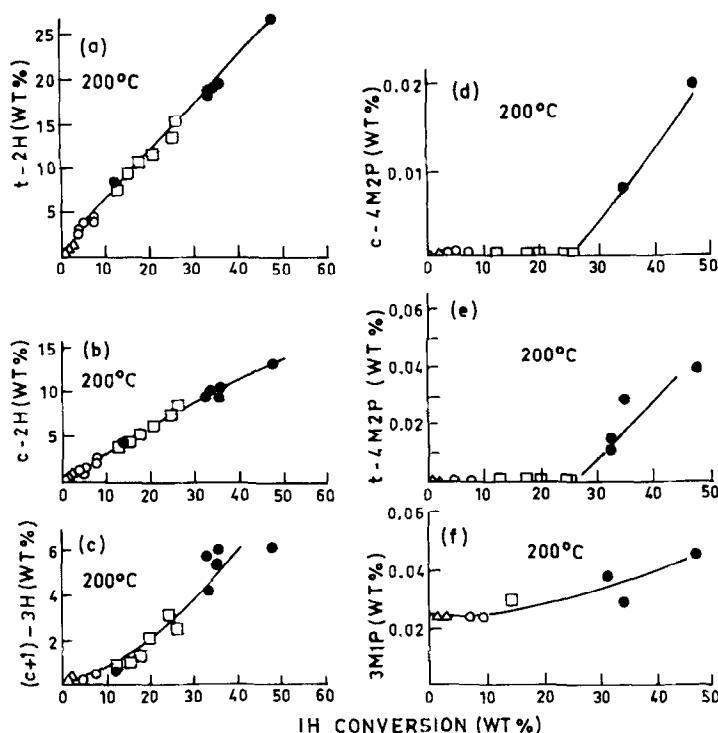 (a)
200°C
t-2H (WT%)
25
20
15
10
5
0 10 20 30 40 50 60
(b)
200°C
c-2H (WT%)
15
10
5
0 10 20 30 40 50 60
(c)
200°C
(c+1)-3H (WT%)
6
4
2
0 10 20 30 40 50 60
(d)
200°C
c-4M2P (WT%)
0.02
0.01
0 10 20 30 40 50
(e)
200°C
t-4M2P (WT%)
0.06
0.04
0.02
0 10 20 30 40 50
(f)
200°C
3M1P (WT%)
0.06
0.04
0.02
0 10 20 30 40 50
IH CONVERSION (WT%)